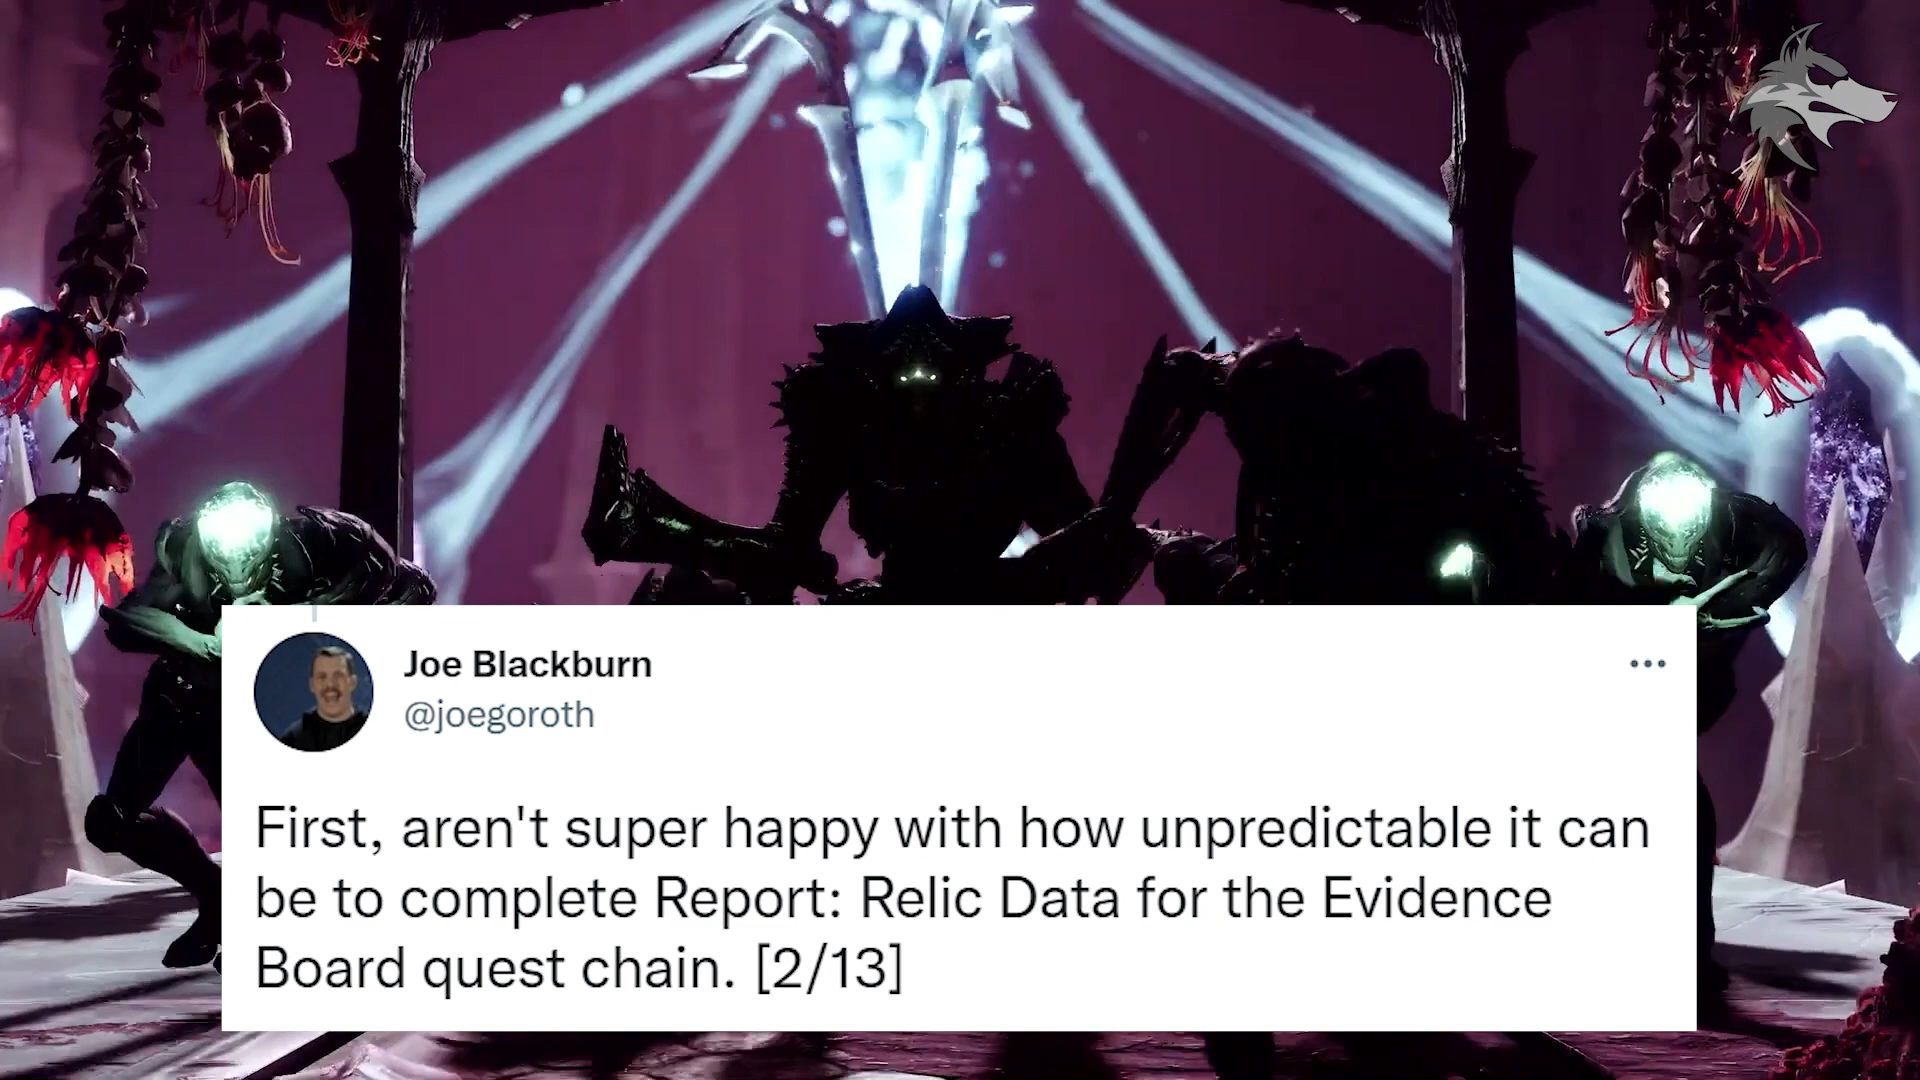 Joe Blackburn
@joegoroth
First, aren't super happy with how unpredictable it can
be to complete Report: Relic Data for the Evidence
Board quest chain. [2/13]